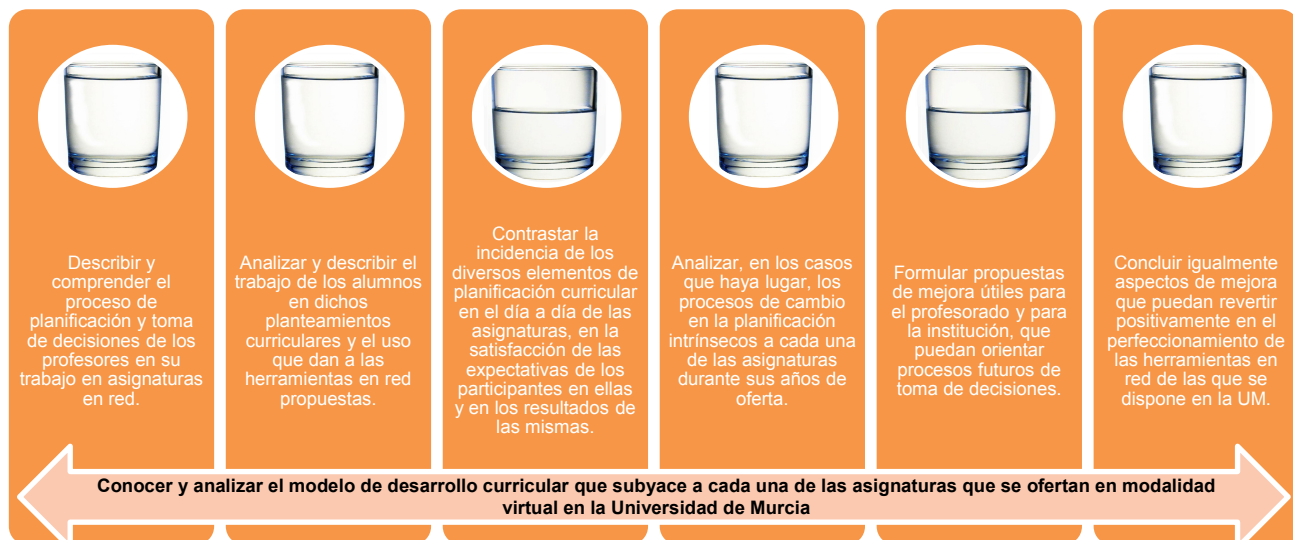 Describir y
comprender el
proceso de
planificación y toma
de decisiones de los
profesores en su
trabajo en asignaturas
en red.
Analizar y describir el
trabajo de los alumnos
en dichos
planteamientos
curriculares y el uso
que dan a las
herramientas en red
propuestas.
Contrastar la
incidencia de los
diversos elementos de
planificación curricular
en el día a día de las
asignaturas, en la
satisfacción de las
expectativas de los
participantes en ellas
y en los resultados de
las mismas.
Analizar, en los casos
que haya lugar, los
procesos de cambio
en la planificación
intrínsecos a cada una
de las asignaturas
durante sus años de
oferta.
Formular propuestas
de mejora útiles para
el profesorado y para
la institución, que
puedan orientar
procesos futuros de
toma de decisiones.
Concluir igualmente
aspectos de mejora
que puedan revertir
positivamente en el
perfeccionamiento de
las herramientas en
red de las que se
dispone en la UM.
Conocer y analizar el modelo de desarrollo curricular que subyace a cada una de las asignaturas que se ofertan en modalidad
virtual en la Universidad de Murcia